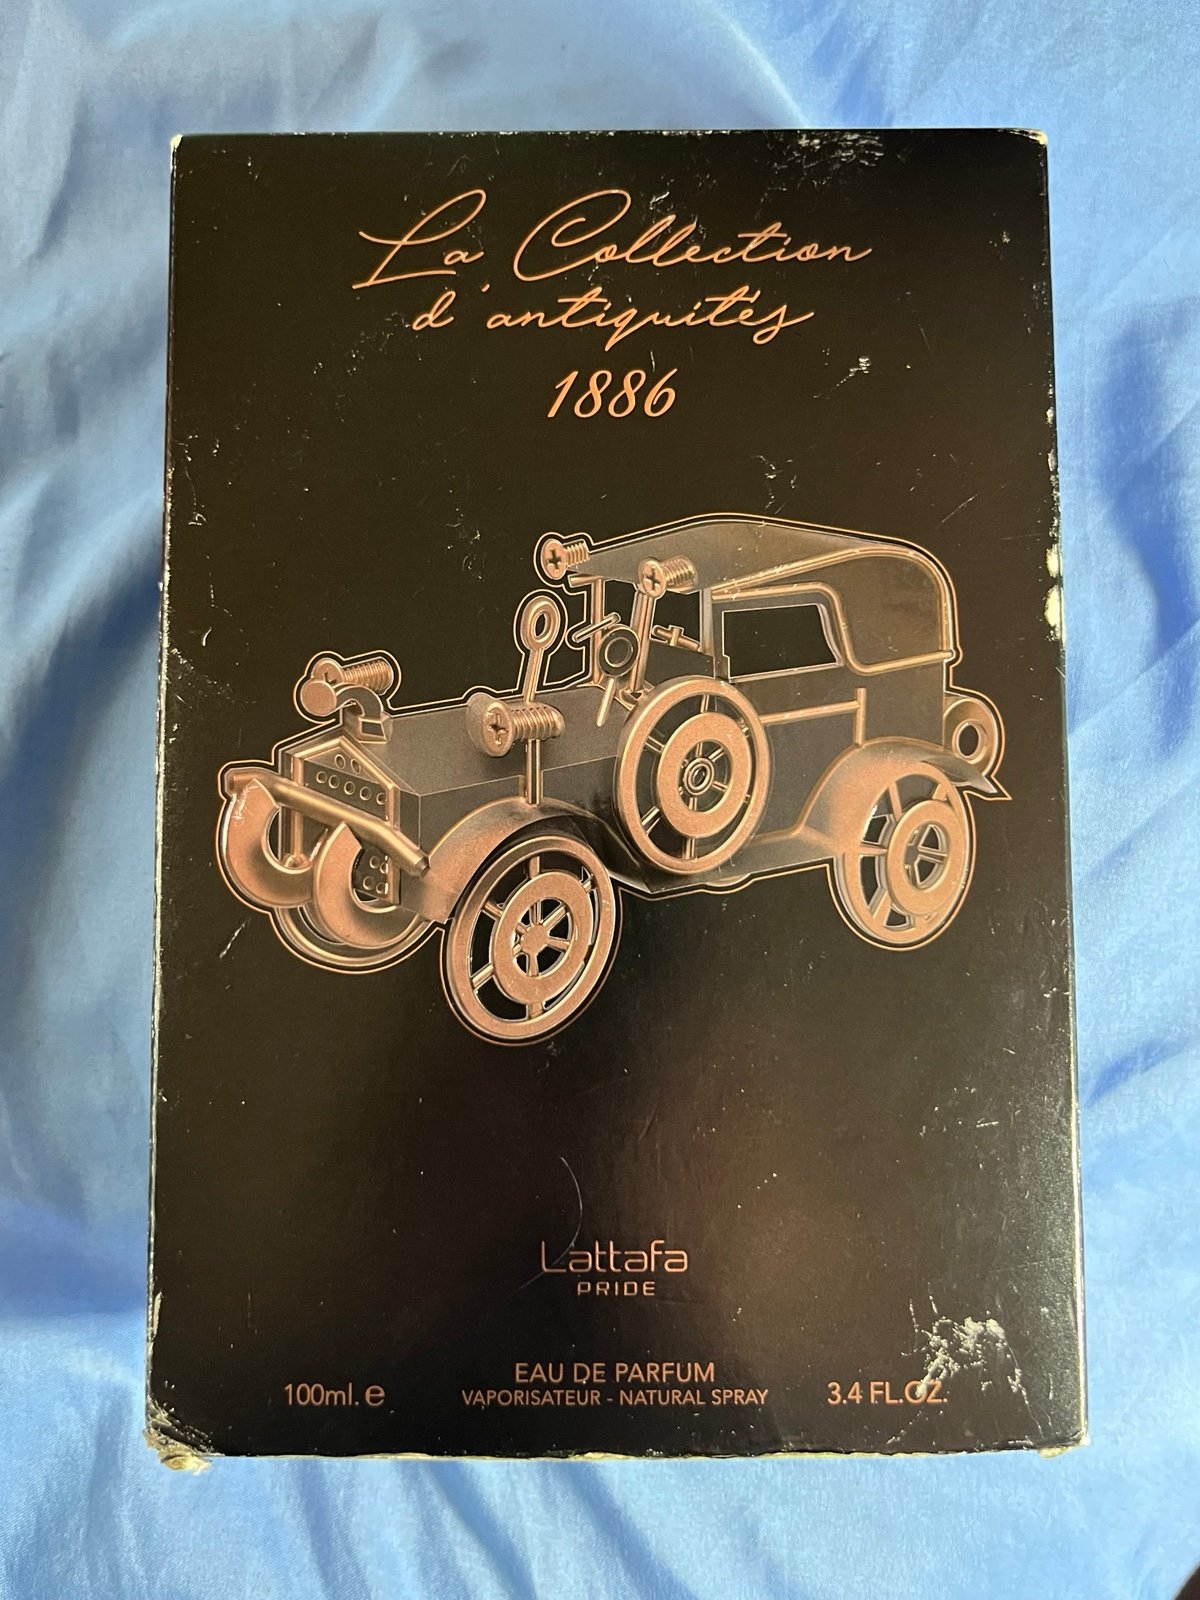 La Collection
d'antiquités
1886
Lattafa
PRIDE
EAU DE PARFUM
100ml. e VAPORISATEUR - NATURAL SPRAY 3.4 FL.OZ.